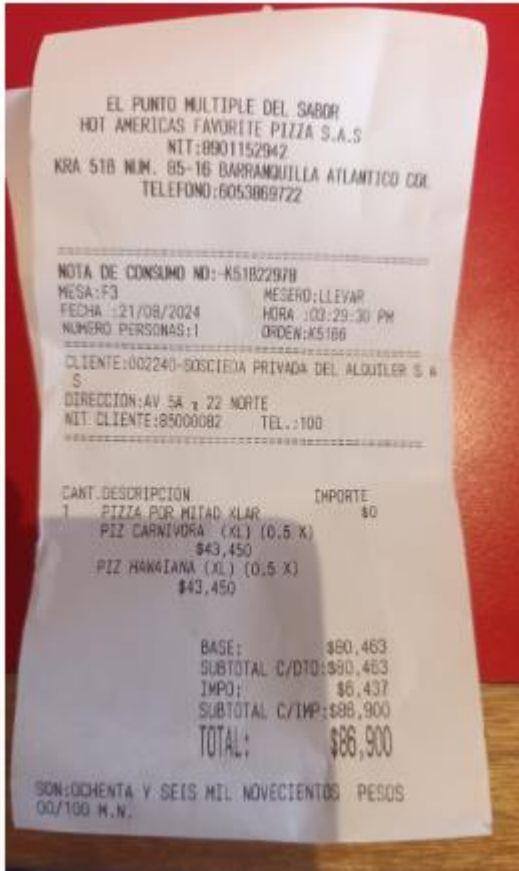 EL PUNTO MULTIPLE DEL SABOR
HOT AMERICAS FAVORITE PIZZA S.A.S
NIT:8901152942
KRA 51B NUM. 85-16 BARRANQUILLA ATLANTICO COL
TELEFONO:6053869722
NOTA DE CONSUMO NO:-K51B22978
MESA:F3 MESERO:LLEVAR
FECHA :21/08/2024 HORA :03:29:30 PM
NUMERO PERSONAS:1 ORDEN:K5166
CLIENTE:002240-SOSCIEDA PRIVADA DEL ALQUILER S A
S
DIRECCION:AV 5A 22 NORTE
NIT CLIENTE:85000082 TEL.:100
CANT.DESCRIPCION IMPORTE
1 PIZZA POR MITAD XLAR $0
PIZ CARNIVORA (XL) (0.5 X)
$43,450
PIZ HAWAIANA (XL) (0.5 X)
$43,450
BASE: $80,463
SUBTOTAL C/DTO:$80,463
IMPO: $6,437
SUBTOTAL C/IMP:$86,900
TOTAL: $86,900
SON:OCHENTA Y SEIS MIL NOVECIENTOS PESOS
00/100 M.N.